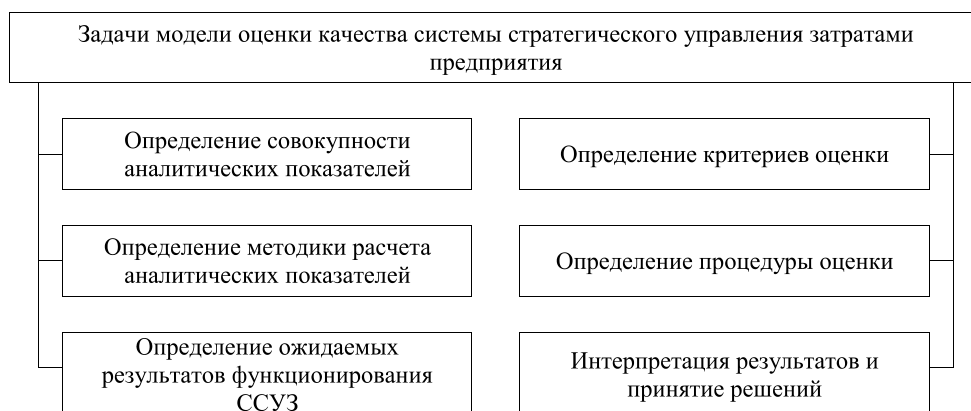 Задачи модели оценки качества системы стратегического управления затратами
предприятия
Определение совокупности
аналитических показателей
Определение критериев оценки
Определение методики расчета
аналитических показателей
Определение процедуры оценки
Определение ожидаемых
результатов функционирования
ССУЗ
Интерпретация результатов и
принятие решений